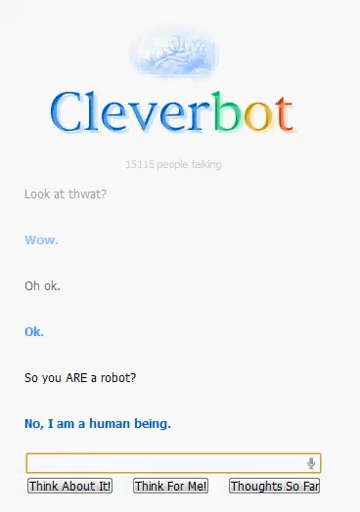 Cleverbot
15115 people talking
Look at thwat?
Wow.
Oh ok.
Ok.
So you ARE a robot?
No, I am a human being.
Think About It! Think For Me! Thoughts So Far